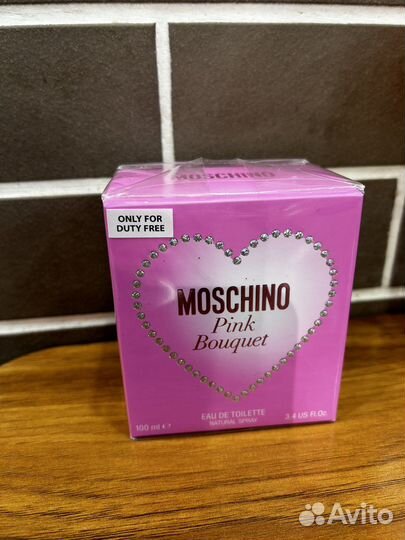 MOSCHINO
ONLY FOR
DUTY FREE
MOSCHINO
Pink
Bouquet
EAU DE TOILETTE
NATURAL SPRAY
100 ml ℮
3.4 US FL.Oz.
Avito